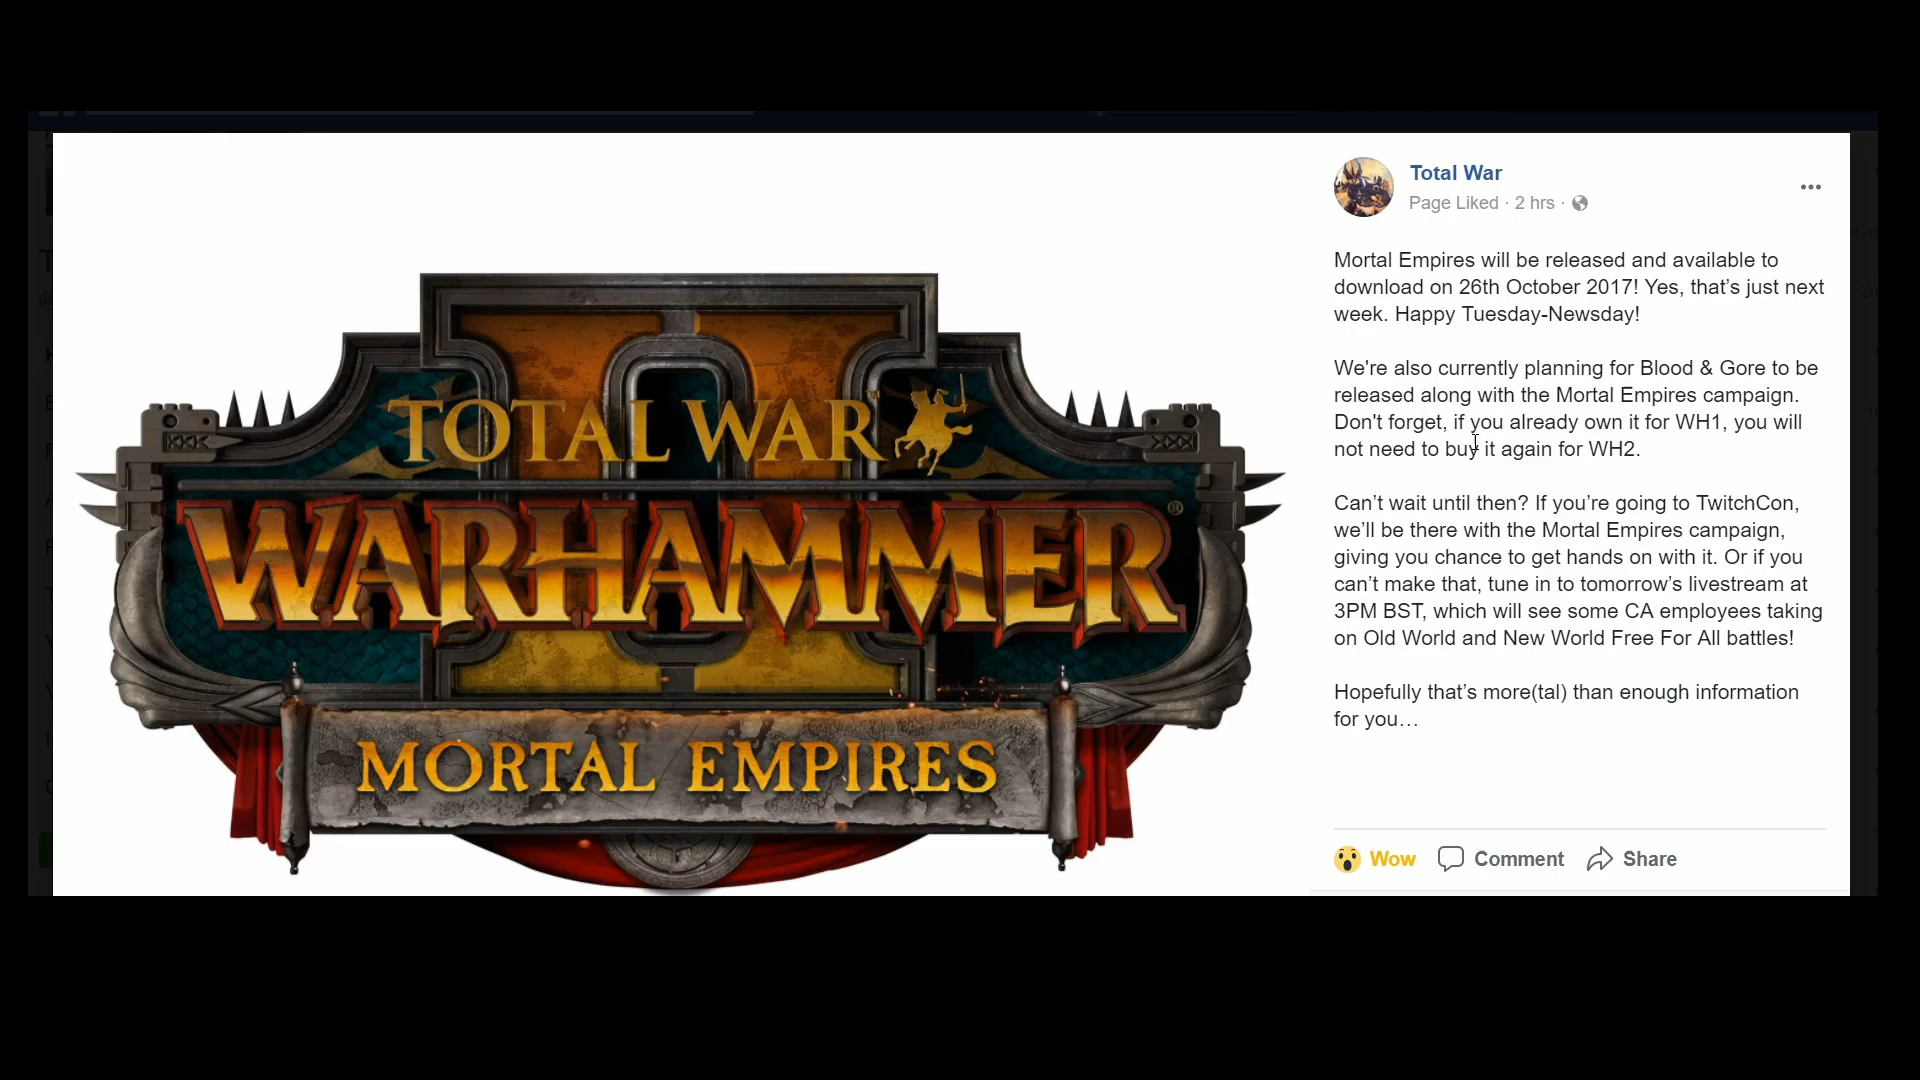 TOTAL WAR™
WARHAMMER®
MORTAL EMPIRES
Total War
Page Liked · 2 hrs ·
Mortal Empires will be released and available to
download on 26th October 2017! Yes, that’s just next
week. Happy Tuesday-Newsday!
We're also currently planning for Blood & Gore to be
released along with the Mortal Empires campaign.
Don't forget, if you already own it for WH1, you will
not need to buy it again for WH2.
Can’t wait until then? If you’re going to TwitchCon,
we’ll be there with the Mortal Empires campaign,
giving you chance to get hands on with it. Or if you
can’t make that, tune in to tomorrow’s livestream at
3PM BST, which will see some CA employees taking
on Old World and New World Free For All battles!
Hopefully that’s more(tal) than enough information
for you…
Wow Comment Share